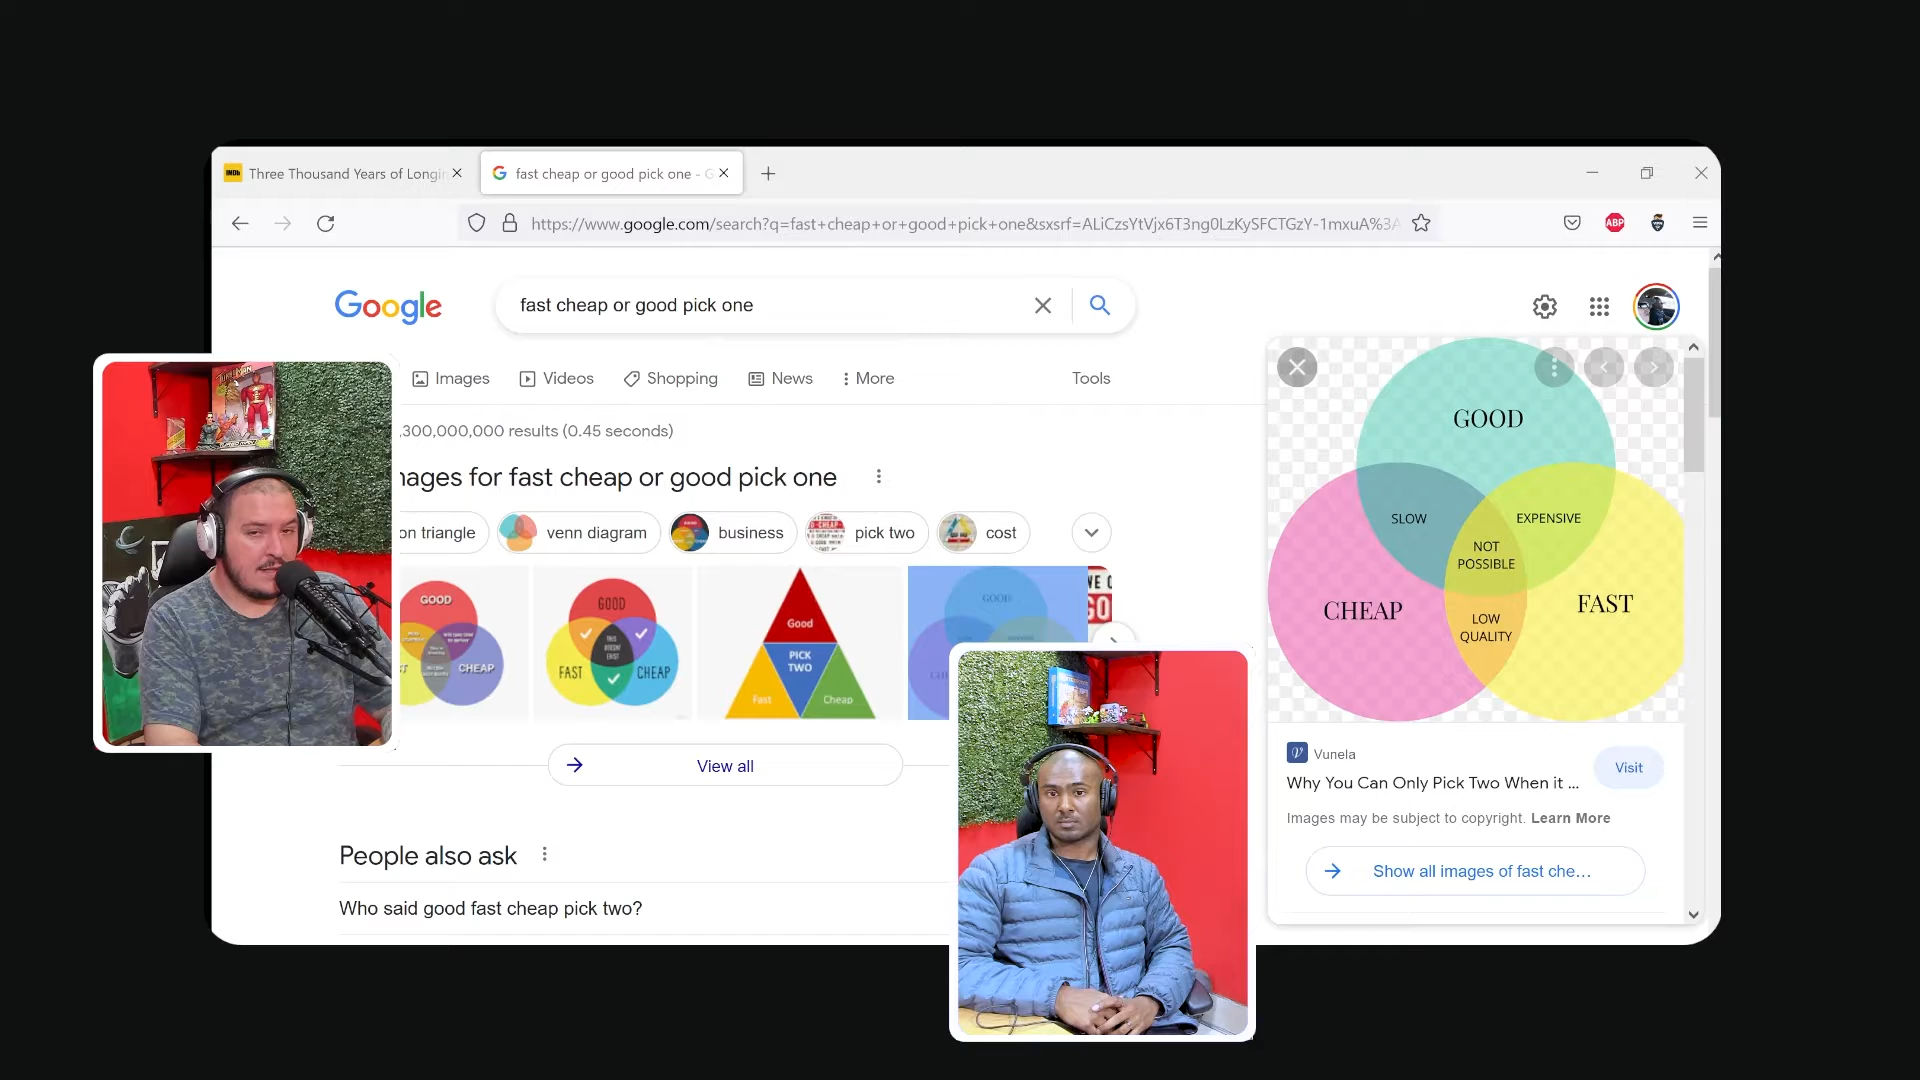 Three Thousand Years of Longin
fast cheap or good pick one - G
https://www.google.com/search?q=fast+cheap+or+good+pick+one&sxsrf=ALiCzsYtVjx6T3ng0LzKySFCTGzY-1mxuA%3A
ABP
Google
fast cheap or good pick one
Images
Videos
Shopping
News
More
Tools
300,000,000 results (0.45 seconds)
mages for fast cheap or good pick one
on triangle
venn diagram
business
pick two
cost
GOOD
CHEAP
GOOD
FAST
CHEAP
Good
PICK
TWO
Fast
Cheap
GOOD
View all
People also ask
Who said good fast cheap pick two?
GOOD
SLOW
EXPENSIVE
NOT
POSSIBLE
CHEAP
FAST
LOW
QUALITY
Vunela
Why You Can Only Pick Two When it ...
Visit
Images may be subject to copyright. Learn More
Show all images of fast che...